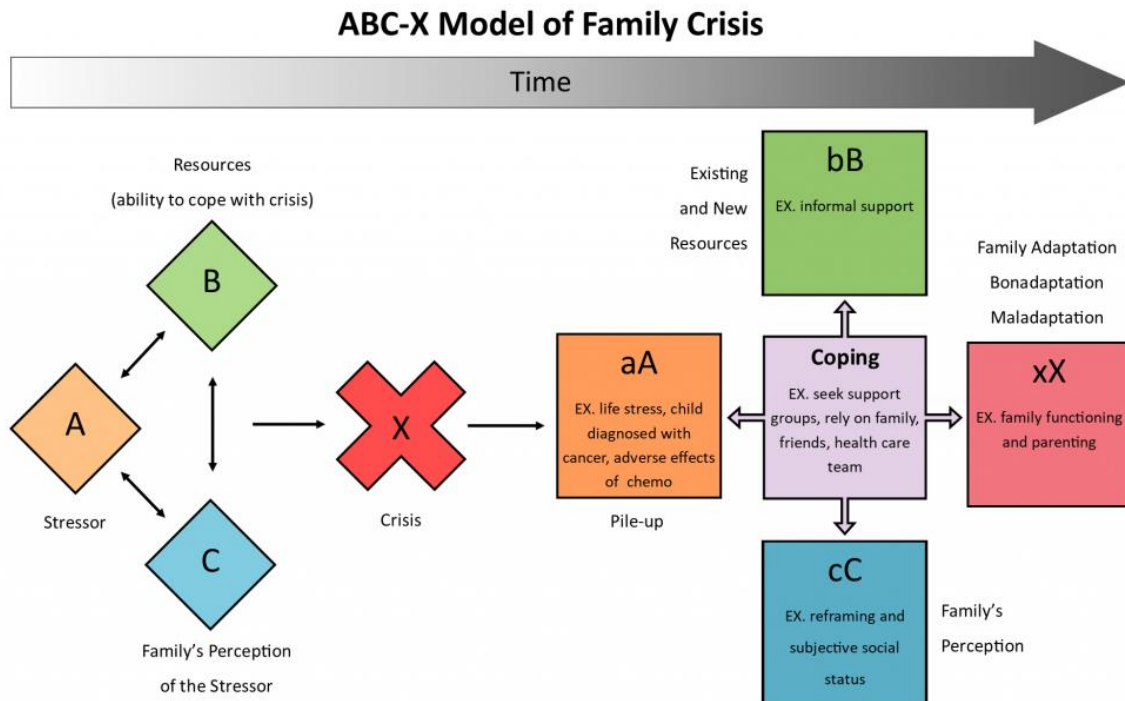 ABC-X Model of Family Crisis
Time
Resources
(ability to cope with crisis)
B
A
Stressor
C
Family's Perception
of the Stressor
X
Crisis
aA
EX. life stress, child
diagnosed with
cancer, adverse effects
of chemo
Pile-up
Existing
and New
Resources
bB
EX. informal support
Coping
EX. seek support
groups, rely on family,
friends, health care
team
cC
EX. reframing and
subjective social
status
Family's
Perception
Family Adaptation
Bonadaptation
Maladaptation
xX
EX. family functioning
and parenting